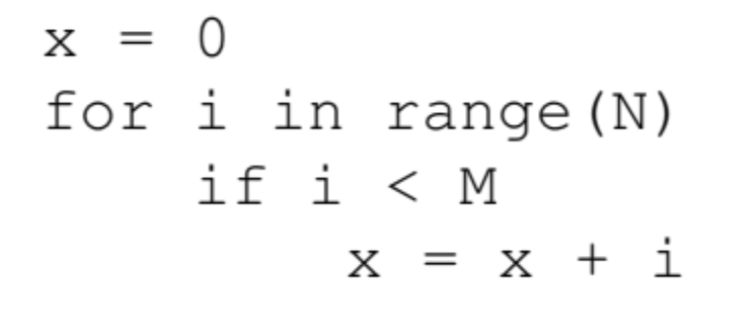 x = 0
for i in range(N)
    if i < M
        x = x + i